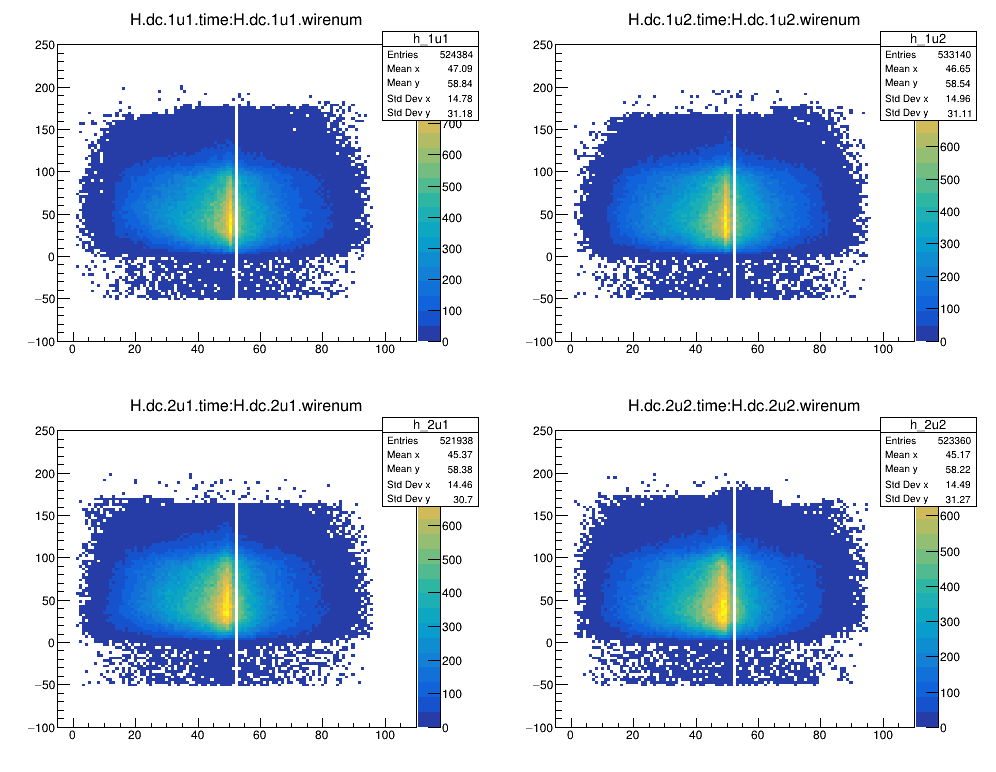 H.dc.1u1.time:H.dc.1u1.wirenum
h_1u1
Entries 524384
Mean x 47.09
Mean y 58.84
Std Dev x 14.78
Std Dev y 31.18
250
200
150
100
50
0
−50
−100
0 20 40 60 80 100
700
600
500
400
300
200
100
0
H.dc.1u2.time:H.dc.1u2.wirenum
h_1u2
Entries 533140
Mean x 46.65
Mean y 58.54
Std Dev x 14.96
Std Dev y 31.11
250
200
150
100
50
0
−50
−100
0 20 40 60 80 100
600
500
400
300
200
100
0
H.dc.2u1.time:H.dc.2u1.wirenum
h_2u1
Entries 521938
Mean x 45.37
Mean y 58.38
Std Dev x 14.46
Std Dev y 30.7
250
200
150
100
50
0
−50
−100
0 20 40 60 80 100
600
500
400
300
200
100
0
H.dc.2u2.time:H.dc.2u2.wirenum
h_2u2
Entries 523360
Mean x 45.17
Mean y 58.22
Std Dev x 14.49
Std Dev y 31.27
250
200
150
100
50
0
−50
−100
0 20 40 60 80 100
600
500
400
300
200
100
0